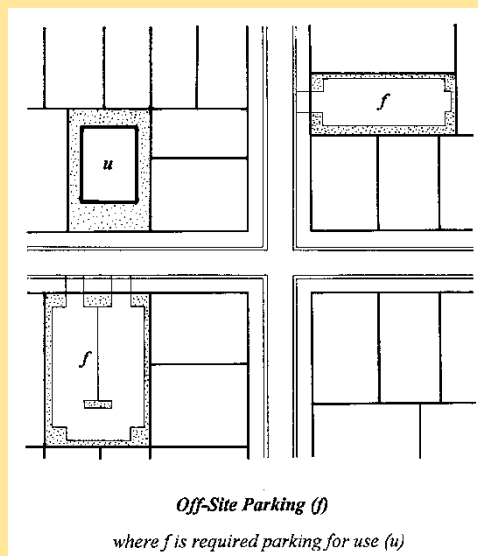 f
u
f
Off-Site Parking (f)
where f is required parking for use (u)